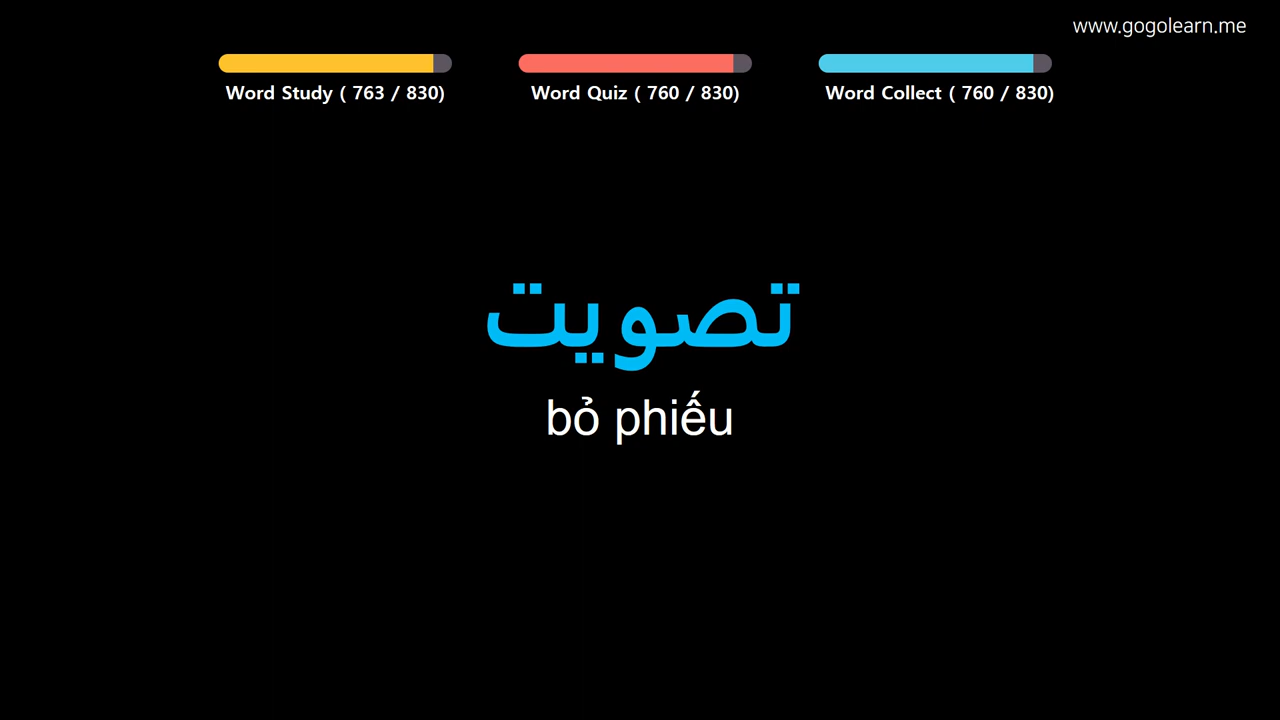 www.gogolearn.me
Word Study ( 763 / 830)
Word Quiz ( 760 / 830)
Word Collect ( 760 / 830)
تصويت
bỏ phiếu